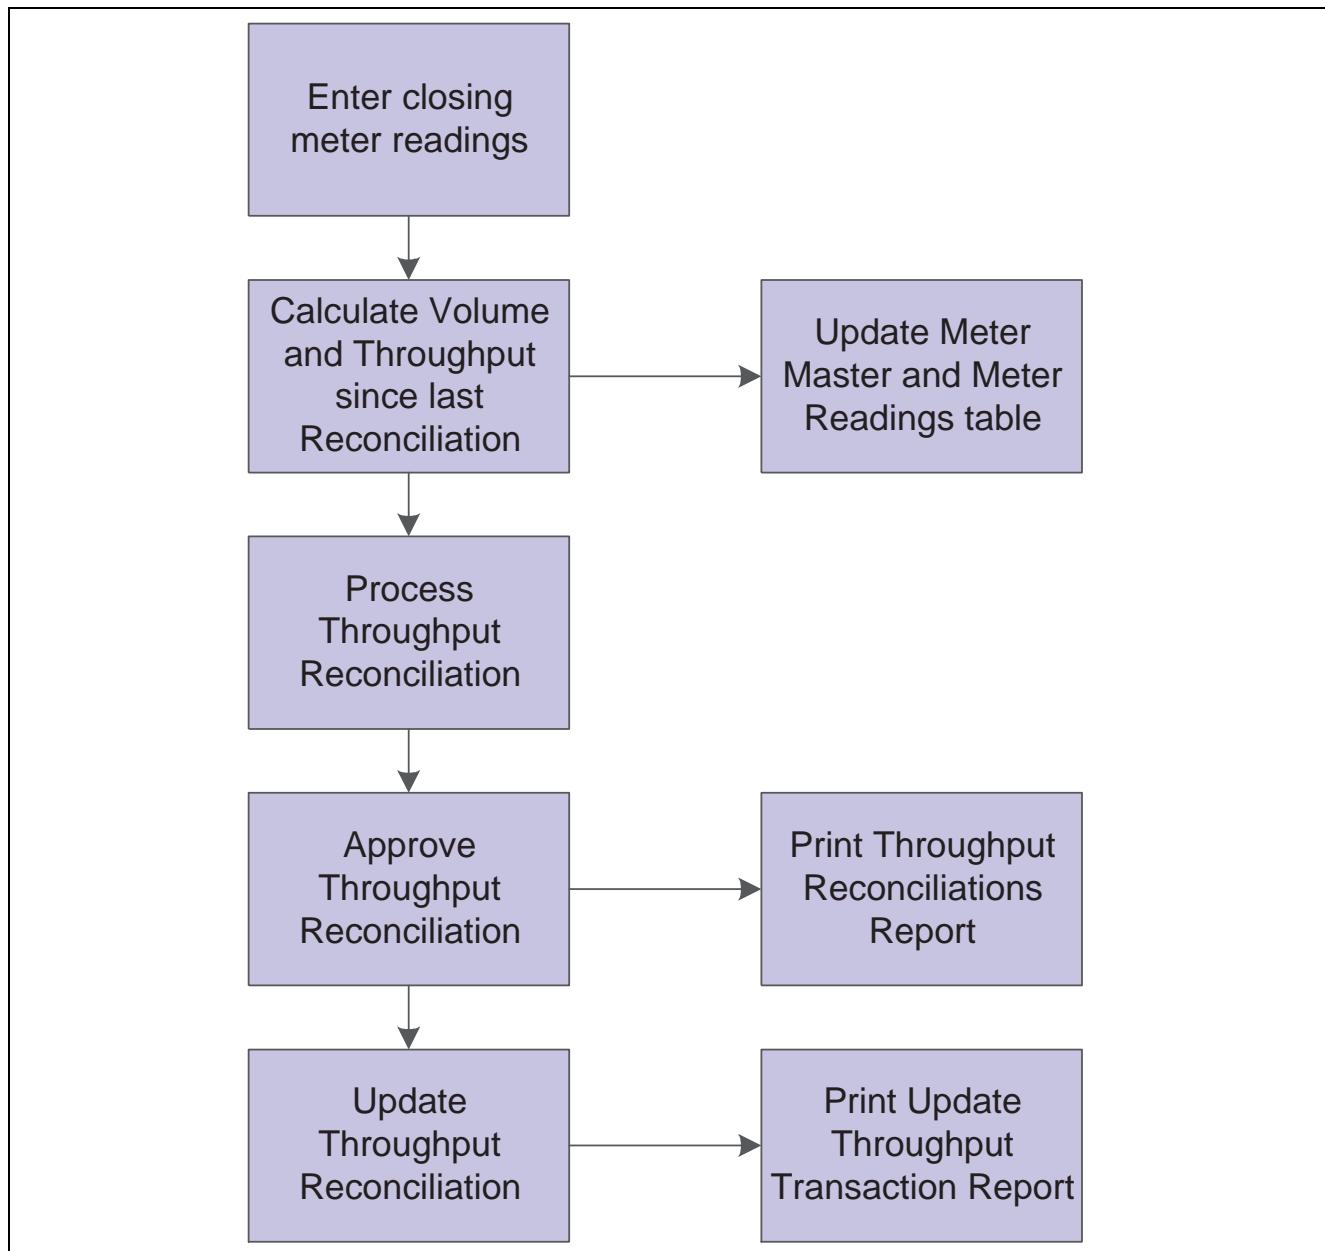 Enter closing
meter readings
Calculate Volume
and Throughput
since last
Reconciliation
Update Meter
Master and Meter
Readings table
Process
Throughput
Reconciliation
Approve
Throughput
Reconciliation
Print Throughput
Reconciliations
Report
Update
Throughput
Reconciliation
Print Update
Throughput
Transaction Report